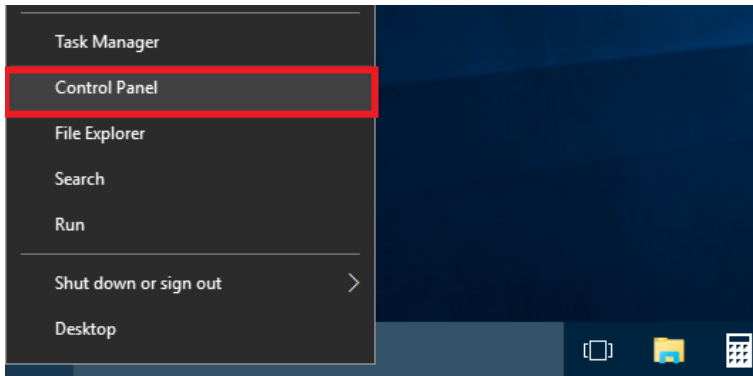 Task Manager
Control Panel
File Explorer
Search
Run
Shut down or sign out
Desktop